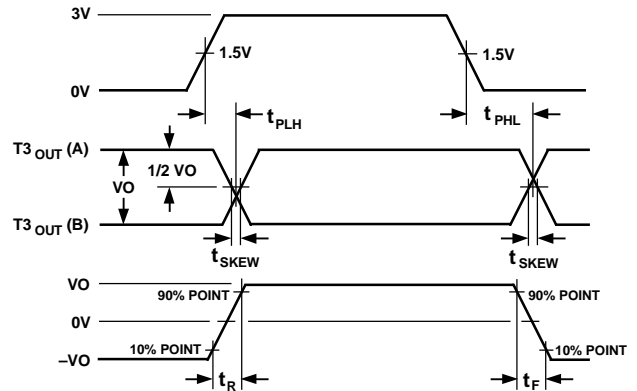 3V
1.5V
1.5V
0V
tPLH
tPHL
T3OUT (A)
1/2 VO
VO
T3OUT (B)
tSKEW
tSKEW
VO
90% POINT
90% POINT
0V
10% POINT
10% POINT
–VO
tR
tF